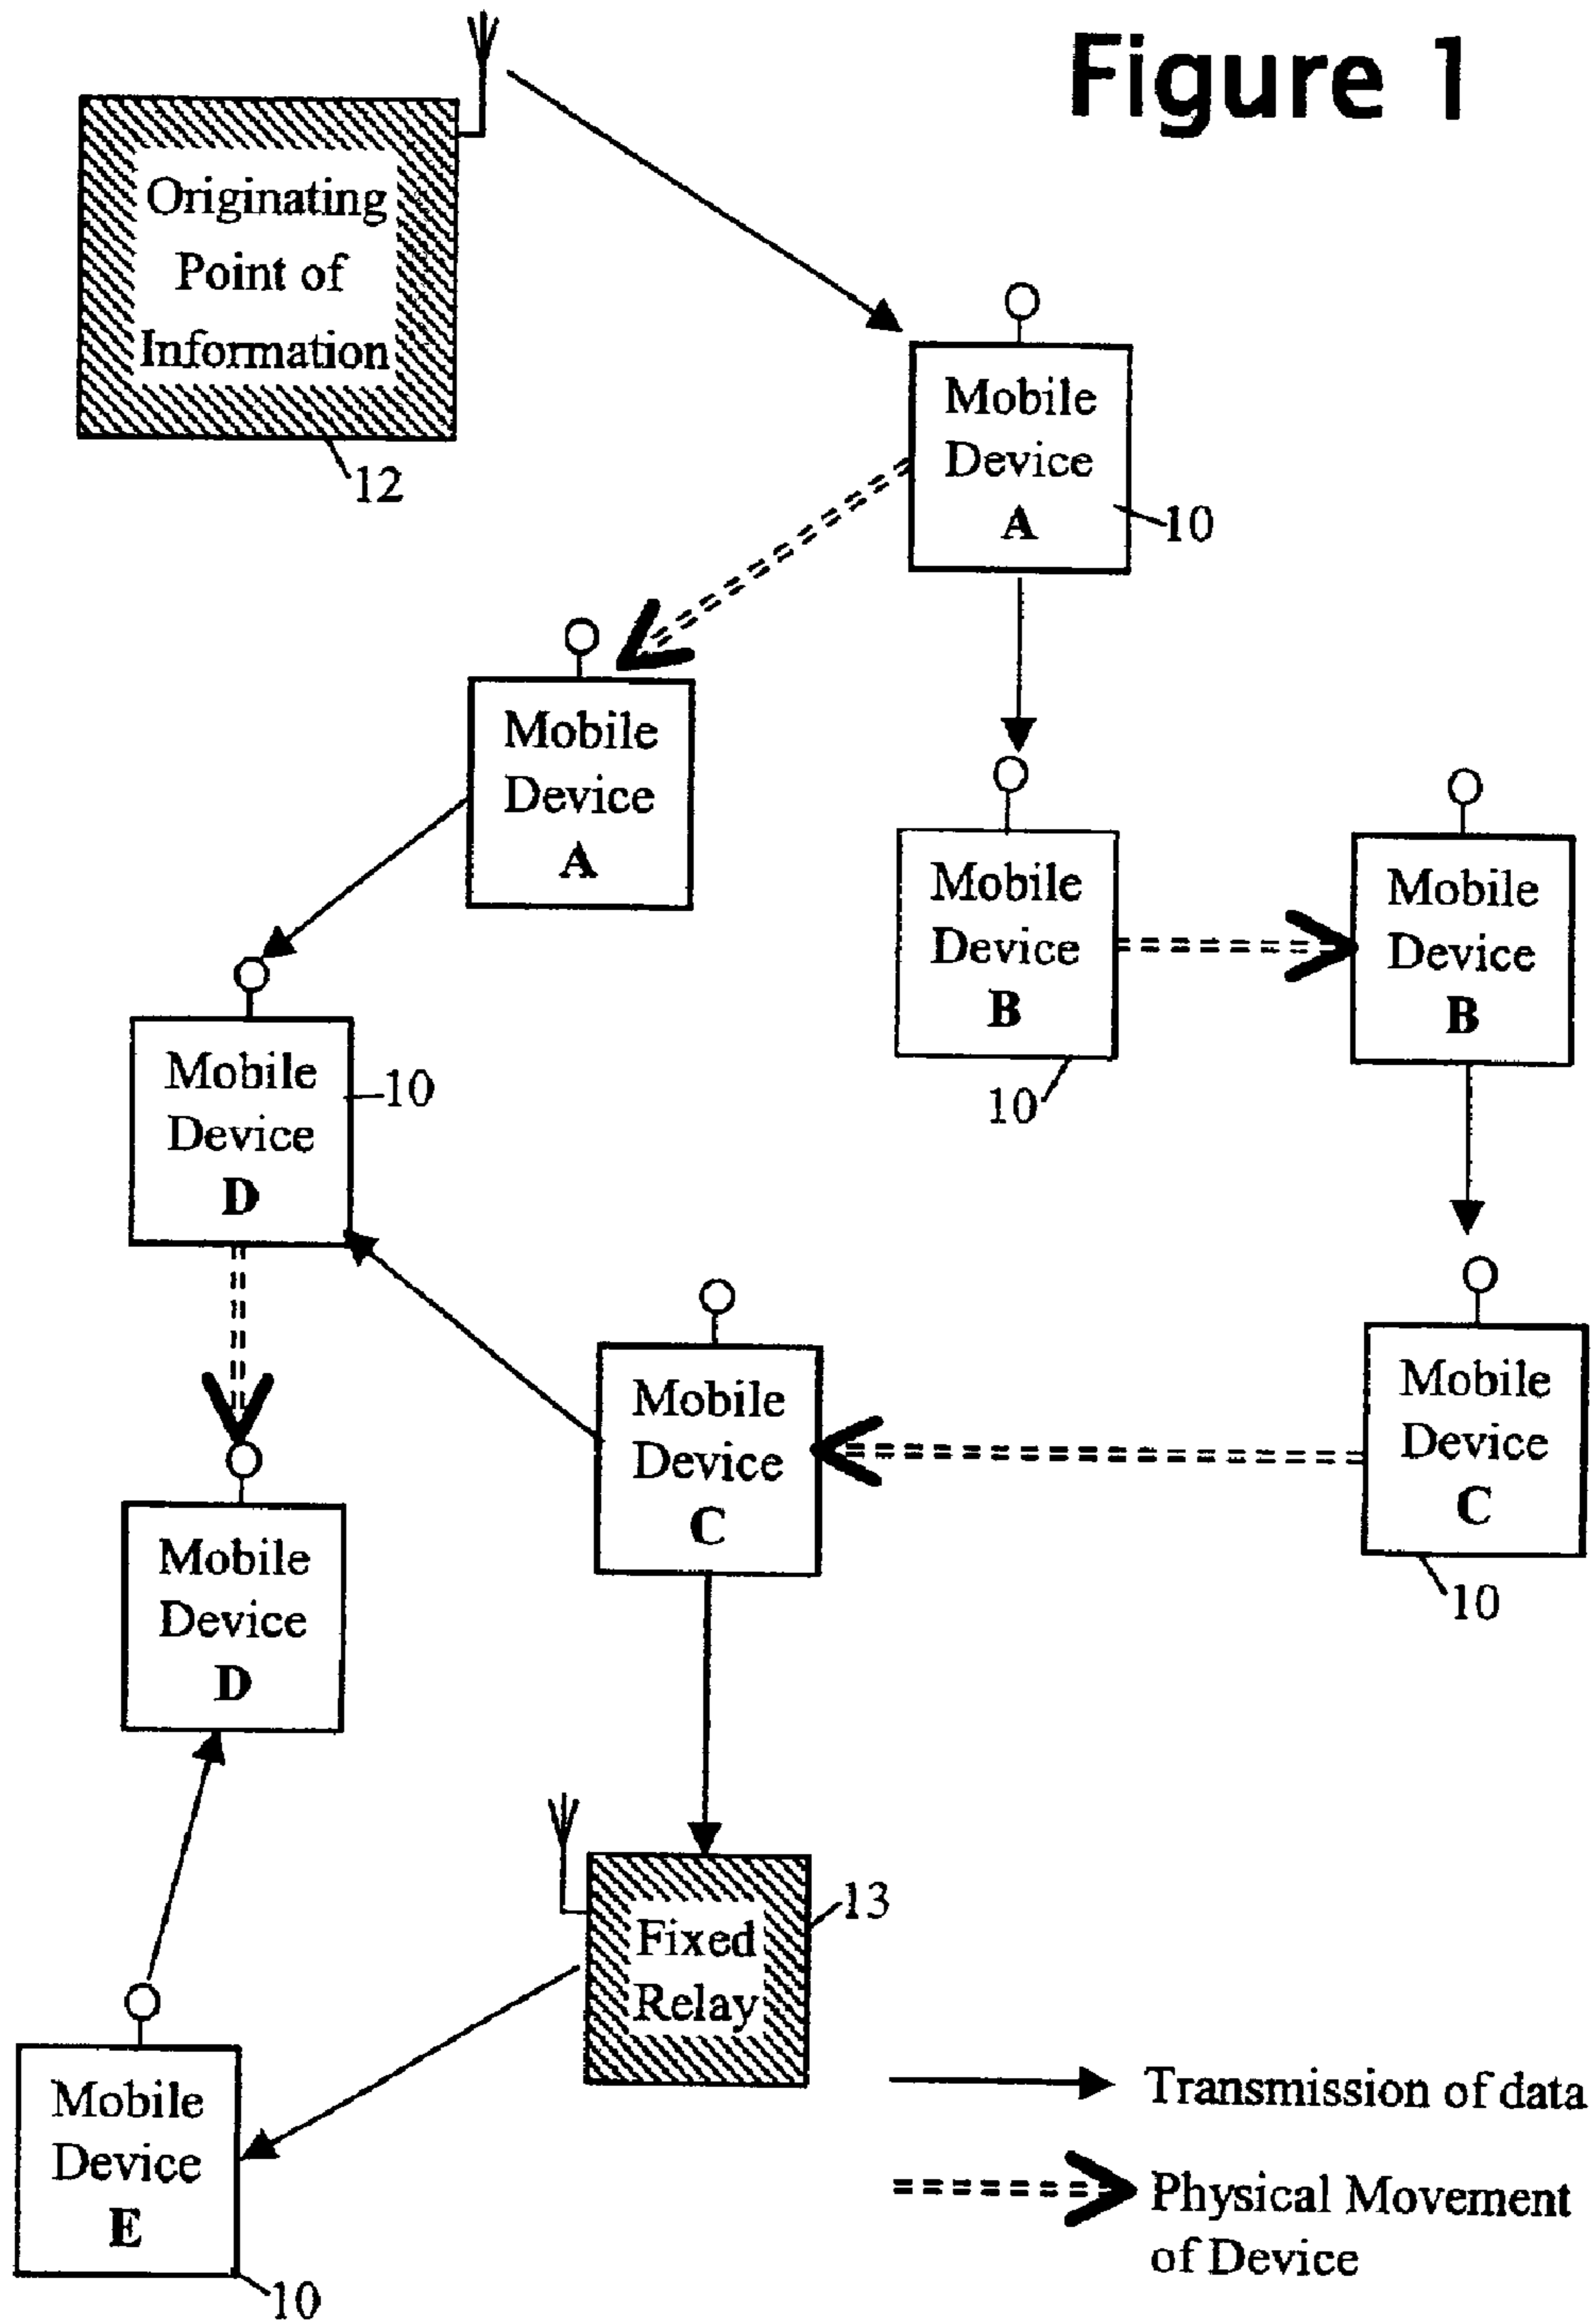 Figure 1
Originating
Point of
Information
12
Mobile
Device
A
10
Mobile
Device
A
Mobile
Device
B
10
Mobile
Device
B
Mobile
Device
D
10
Mobile
Device
C
Mobile
Device
C
10
Mobile
Device
D
Fixed
Relay
13
Mobile
Device
E
10
Transmission of data
Physical Movement
of Device